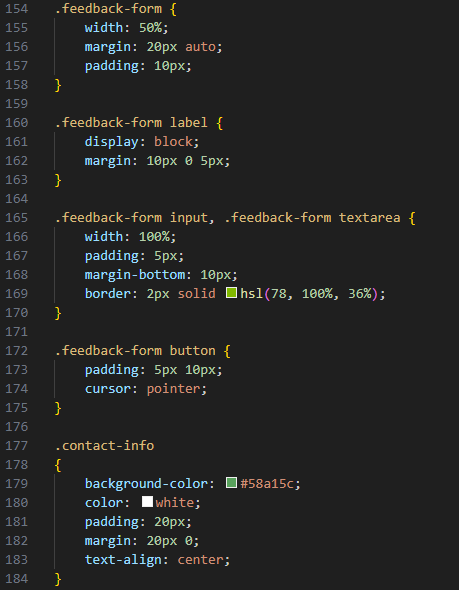 154 .feedback-form {
155     width: 50%;
156     margin: 20px auto;
157     padding: 10px;
158 }
159
160 .feedback-form label {
161     display: block;
162     margin: 10px 0 5px;
163 }
164
165 .feedback-form input, .feedback-form textarea {
166     width: 100%;
167     padding: 5px;
168     margin-bottom: 10px;
169     border: 2px solid hsl(78, 100%, 36%);
170 }
171
172 .feedback-form button {
173     padding: 5px 10px;
174     cursor: pointer;
175 }
176
177 .contact-info
178 {
179     background-color: #58a15c;
180     color: white;
181     padding: 20px;
182     margin: 20px 0;
183     text-align: center;
184 }